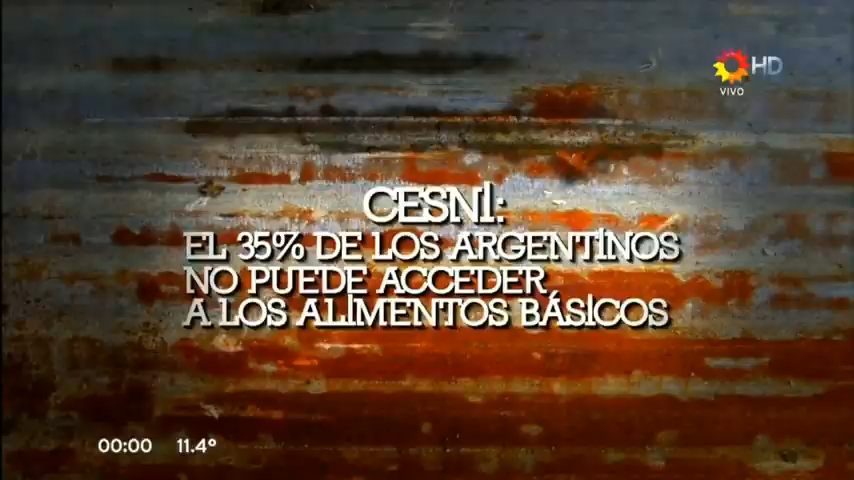 HD
VIVO
CESNI:
EL 35% DE LOS ARGENTINOS
NO PUEDE ACCEDER
A LOS ALIMENTOS BÁSICOS
00:00 11.4°